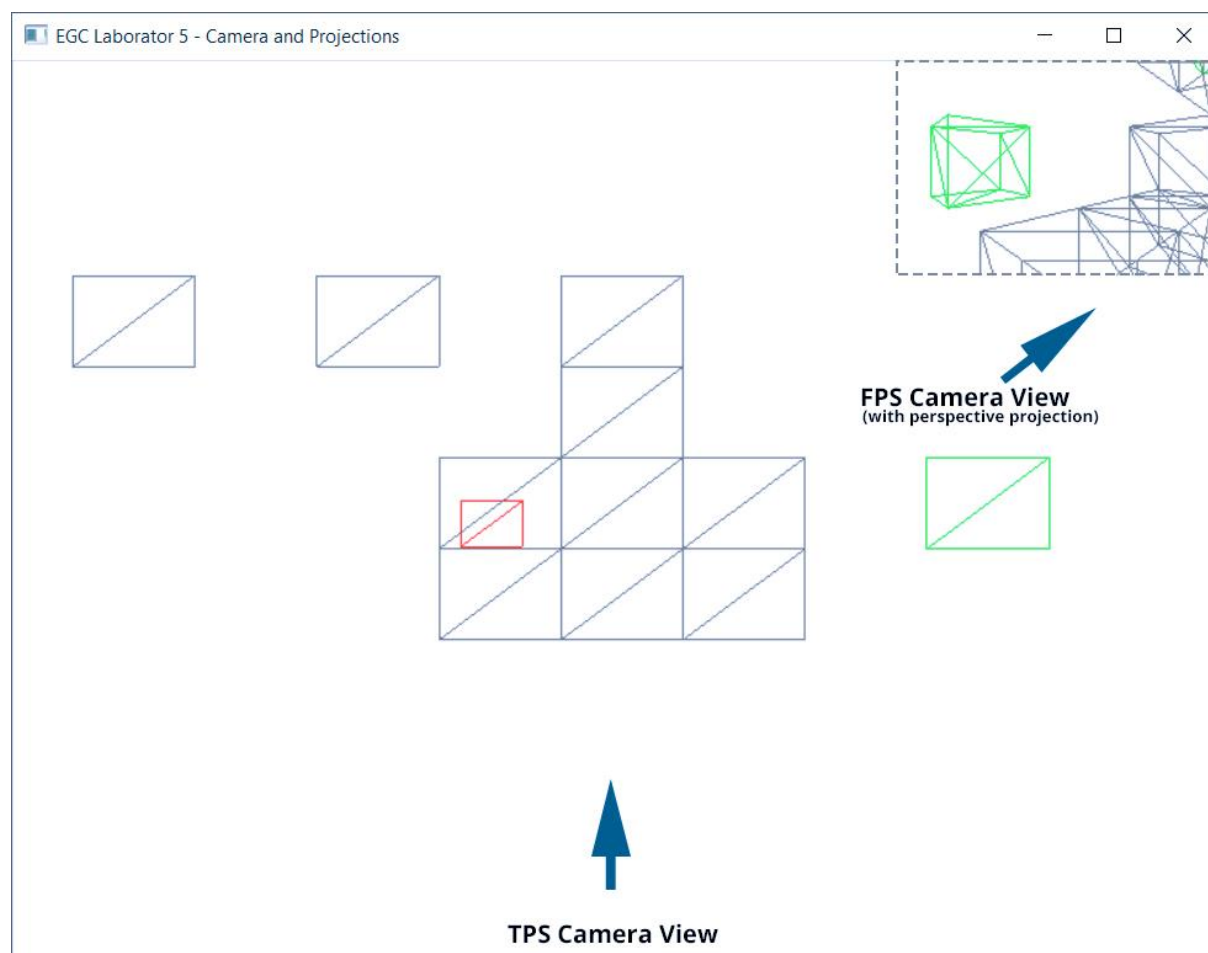 EGC Laborator 5 - Camera and Projections
FPS Camera View
(with perspective projection)
TPS Camera View